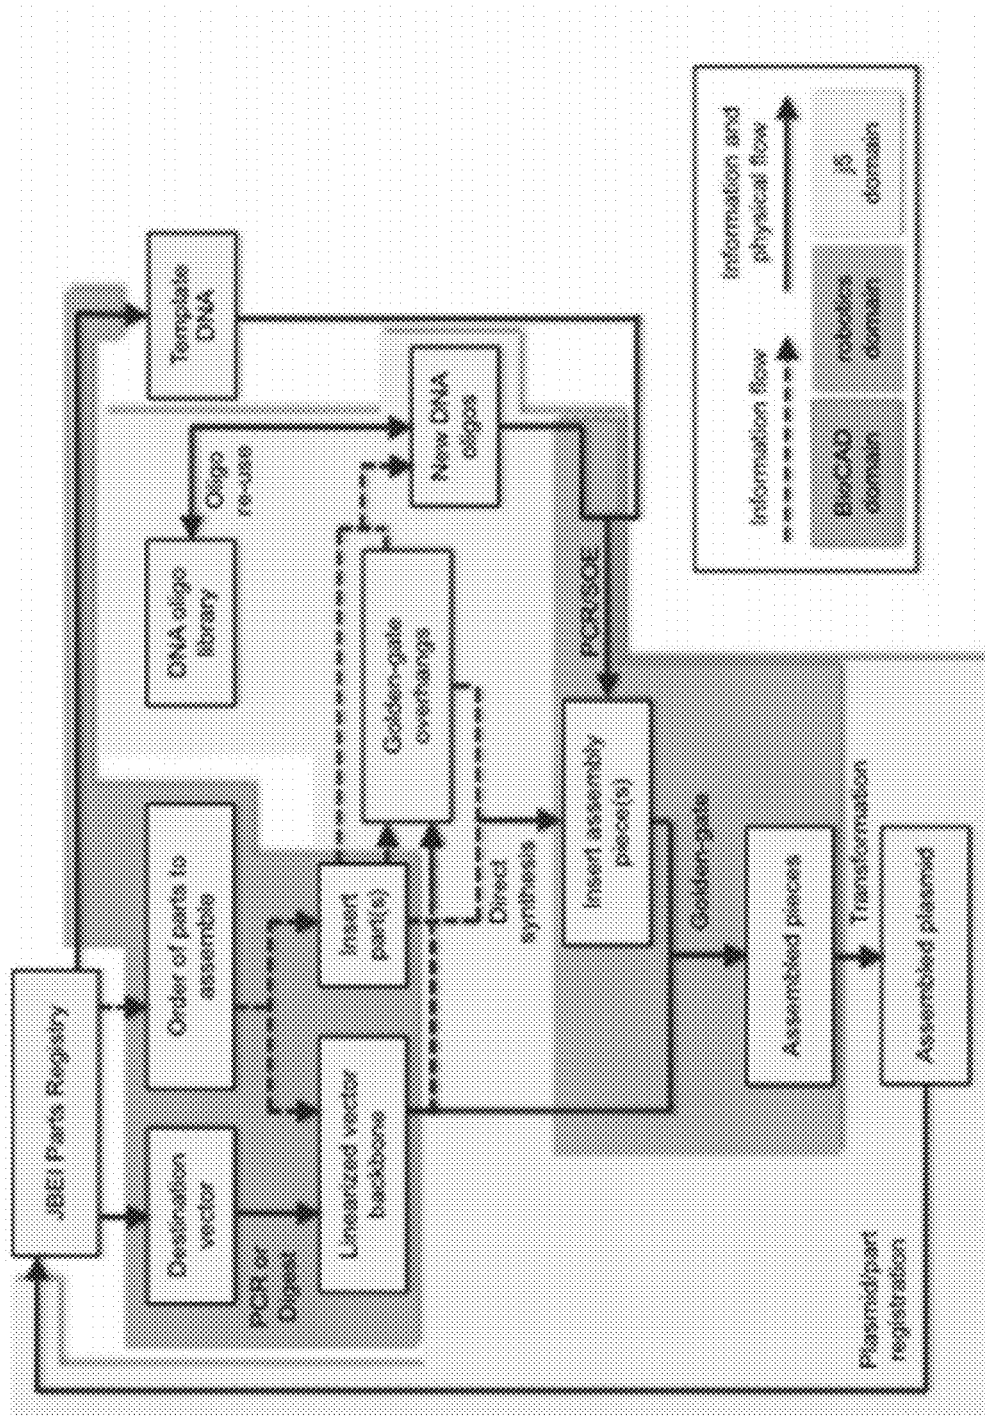 JBEI Parts Registry
Destination
vector
Order of parts to
assemble
Template
DNA
DNA oligo
library
Oligo
re-use
PCR or
Digest
Linearized vector
backbone
Insert
part(s)
Golden-gate
overhangs
New DNA
oligos
Direct
synthesis
PCR/SOE
Insert assembly
piece(s)
Golden-gate
Assembled pieces
Transformation
Assembled plasmid
Plasmid/part
registration
Information flow
Information and
physical flow
BioCAD
domain
robotics
domain
j5
domain